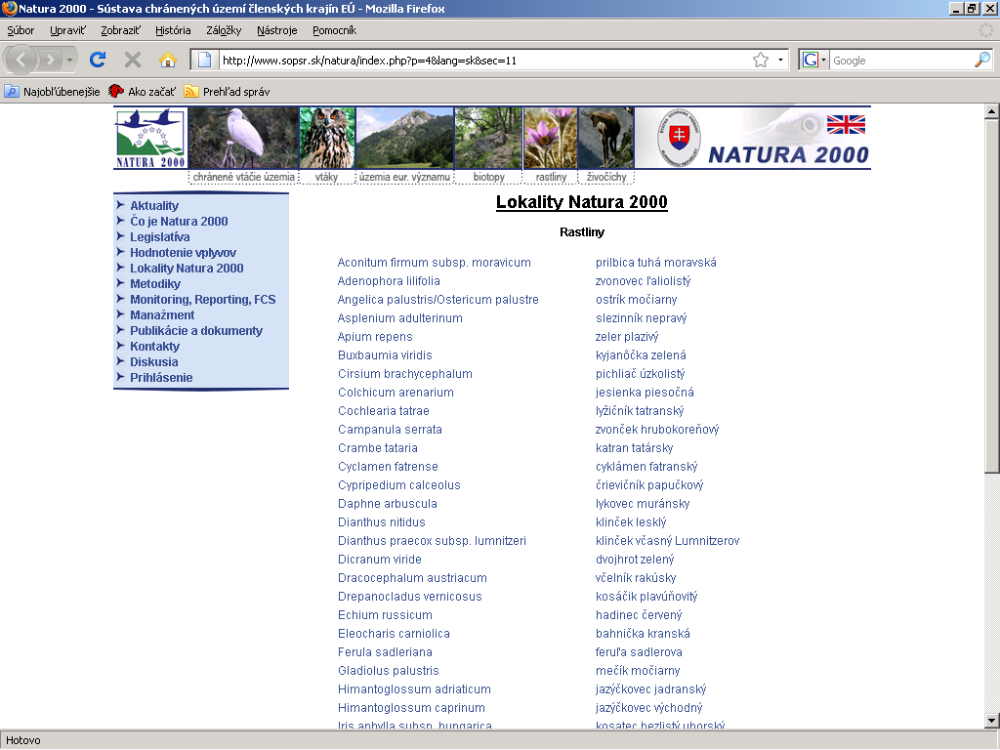 Natura 2000 - Sústava chránených území členských krajín EÚ - Mozilla Firefox
Súbor Upraviť Zobraziť História Záložky Nástroje Pomocník
http://www.sopsr.sk/natura/index.php?p=4&lang=sk&sec=11
G Google
Najobľúbenejšie Ako začať Prehľad správ
NATURA 2000
ŠTÁTNA OCHRANA PRÍRODY SLOVENSKEJ REPUBLIKY
NATURA 2000
chránené vtáčie územia vtáky územia eur. významu biotopy rastliny živočíchy
Aktuality
Čo je Natura 2000
Legislatíva
Hodnotenie vplyvov
Lokality Natura 2000
Metodiky
Monitoring, Reporting, FCS
Manažment
Publikácie a dokumenty
Kontakty
Diskusia
Prihlásenie
Lokality Natura 2000
Rastliny
Aconitum firmum subsp. moravicum prilbica tuhá moravská
Adenophora lilifolia zvonovec ľaliolistý
Angelica palustris/Ostericum palustre ostrík močiarny
Asplenium adulterinum slezinník nepravý
Apium repens zeler plazivý
Buxbaumia viridis kyjanôčka zelená
Cirsium brachycephalum pichliač úzkolistý
Colchicum arenarium jesienka piesočná
Cochlearia tatrae lyžičník tatranský
Campanula serrata zvonček hrubokoreňový
Crambe tataria katran tatársky
Cyclamen fatrense cyklámen fatranský
Cypripedium calceolus črievičník papučkový
Daphne arbuscula lykovec muránsky
Dianthus nitidus klinček lesklý
Dianthus praecox subsp. lumnitzeri klinček včasný Lumnitzerov
Dicranum viride dvojhrot zelený
Dracocephalum austriacum včelník rakúsky
Drepanocladus vernicosus kosáčik plavúňovitý
Echium russicum hadinec červený
Eleocharis carniolica bahnička kranská
Ferula sadleriana feruľa sadlerova
Gladiolus palustris mečík močiarny
Himantoglossum adriaticum jazýčkovec jadranský
Himantoglossum caprinum jazýčkovec východný
Iris aphylla subsp. hungarica kosatec bezlistý uhorský
Hotovo